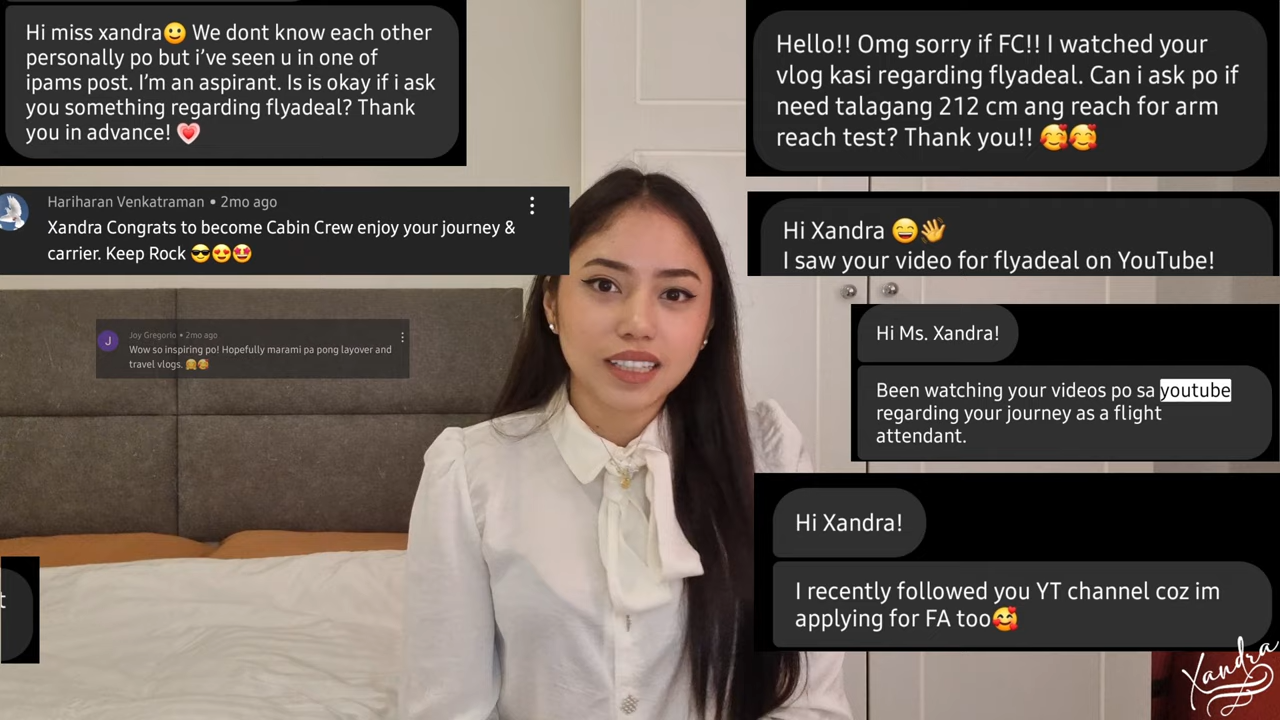 Hi miss xandra🙂 We dont know each other
personally po but i've seen u in one of
ipams post. I'm an aspirant. Is is okay if i ask
you something regarding flyadeal? Thank
you in advance! 💗
Hariharan Venkatraman • 2mo ago
Xandra Congrats to become Cabin Crew enjoy your journey &
carrier. Keep Rock 😎😍🤩
J
Joy Gregorio • 2mo ago
Wow so inspiring po! Hopefully marami pa pong layover and
travel vlogs. 🤗🥰
t
Hello!! Omg sorry if FC!! I watched your
vlog kasi regarding flyadeal. Can i ask po if
need talagang 212 cm ang reach for arm
reach test? Thank you!! 🥰🥰
Hi Xandra 😄👋
I saw your video for flyadeal on YouTube!
Hi Ms. Xandra!
Been watching your videos po sa youtube
regarding your journey as a flight
attendant.
Hi Xandra!
I recently followed you YT channel coz im
applying for FA too🥰
Xandra